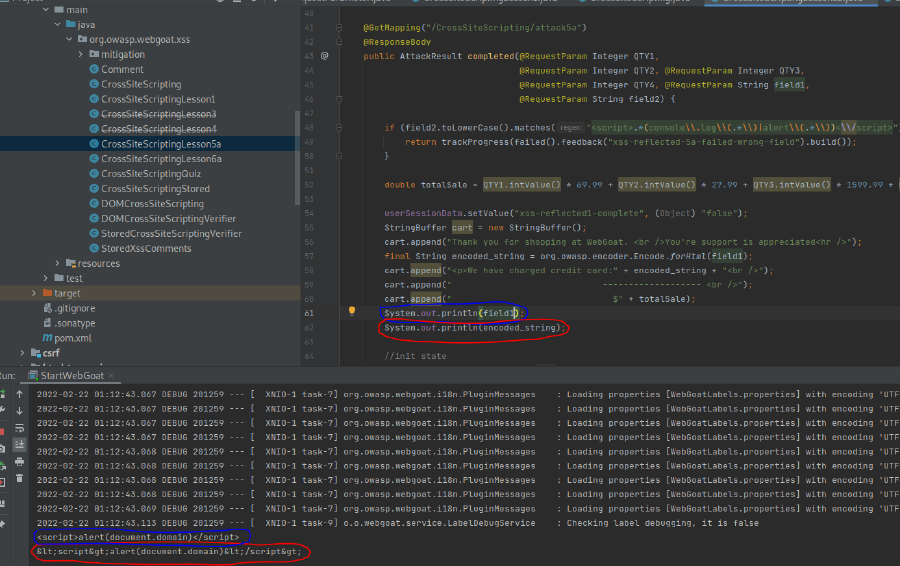 main
java
org.owasp.webgoat.xss
mitigation
Comment
CrossSiteScripting
CrossSiteScriptingLesson1
CrossSiteScriptingLesson3
CrossSiteScriptingLesson4
CrossSiteScriptingLesson5a
CrossSiteScriptingLesson6a
CrossSiteScriptingQuiz
CrossSiteScriptingStored
DOMCrossSiteScripting
DOMCrossSiteScriptingVerifier
StoredCrossSiteScriptingVerifier
StoredXssComments
resources
test
target
.gitignore
.sonatype
pom.xml
csrf
40
41 @GetMapping("/CrossSiteScripting/attack5a")
42 @ResponseBody
43 public AttackResult completed(@RequestParam Integer QTY1,
44 @RequestParam Integer QTY2, @RequestParam Integer QTY3,
45 @RequestParam Integer QTY4, @RequestParam String field1,
46 @RequestParam String field2) {
47
48 if (field2.toLowerCase().matches( regex: "<script>.*(console\\.log\\(.*\\)|alert\\(.*\\))<\\/script>"
49 return trackProgress(failed().feedback("xss-reflected-5a-failed-wrong-field").build());
50 }
51
52 double totalSale = QTY1.intValue() * 69.99 + QTY2.intValue() * 27.99 + QTY3.intValue() * 1599.99 +
53
54 userSessionData.setValue("xss-reflected1-complete", (Object) "false");
55 StringBuffer cart = new StringBuffer();
56 cart.append("Thank you for shopping at WebGoat. <br />You're support is appreciated<hr />");
57 final String encoded_string = org.owasp.encoder.Encode.forHtml(field1);
58 cart.append("<p>We have charged credit card:" + encoded_string + "<br />");
59 cart.append(" ------------------- <br />");
60 cart.append(" $" + totalSale);
61 System.out.println(field1);
62 System.out.println(encoded_string);
63
64 //init state
Run: StartWebGoat ×
2022-02-22 01:12:43.067 DEBUG 201259 --- [ XNIO-1 task-7] org.owasp.webgoat.i18n.PluginMessages : Loading properties [WebGoatLabels.properties] with encoding 'UTF
2022-02-22 01:12:43.067 DEBUG 201259 --- [ XNIO-1 task-7] org.owasp.webgoat.i18n.PluginMessages : Loading properties [WebGoatLabels.properties] with encoding 'UTF
2022-02-22 01:12:43.067 DEBUG 201259 --- [ XNIO-1 task-7] org.owasp.webgoat.i18n.PluginMessages : Loading properties [WebGoatLabels.properties] with encoding 'UTF
2022-02-22 01:12:43.067 DEBUG 201259 --- [ XNIO-1 task-7] org.owasp.webgoat.i18n.PluginMessages : Loading properties [WebGoatLabels.properties] with encoding 'UTF
2022-02-22 01:12:43.068 DEBUG 201259 --- [ XNIO-1 task-7] org.owasp.webgoat.i18n.PluginMessages : Loading properties [WebGoatLabels.properties] with encoding 'UTF
2022-02-22 01:12:43.068 DEBUG 201259 --- [ XNIO-1 task-7] org.owasp.webgoat.i18n.PluginMessages : Loading properties [WebGoatLabels.properties] with encoding 'UTF
2022-02-22 01:12:43.068 DEBUG 201259 --- [ XNIO-1 task-7] org.owasp.webgoat.i18n.PluginMessages : Loading properties [WebGoatLabels.properties] with encoding 'UTF
2022-02-22 01:12:43.068 DEBUG 201259 --- [ XNIO-1 task-7] org.owasp.webgoat.i18n.PluginMessages : Loading properties [WebGoatLabels.properties] with encoding 'UTF
2022-02-22 01:12:43.069 DEBUG 201259 --- [ XNIO-1 task-7] org.owasp.webgoat.i18n.PluginMessages : Loading properties [WebGoatLabels.properties] with encoding 'UTF
2022-02-22 01:12:43.113 DEBUG 201259 --- [ XNIO-1 task-9] o.o.webgoat.service.LabelDebugService : Checking label debugging, it is false
<script>alert(document.domain)</script>
&lt;script&gt;alert(document.domain)&lt;/script&gt;